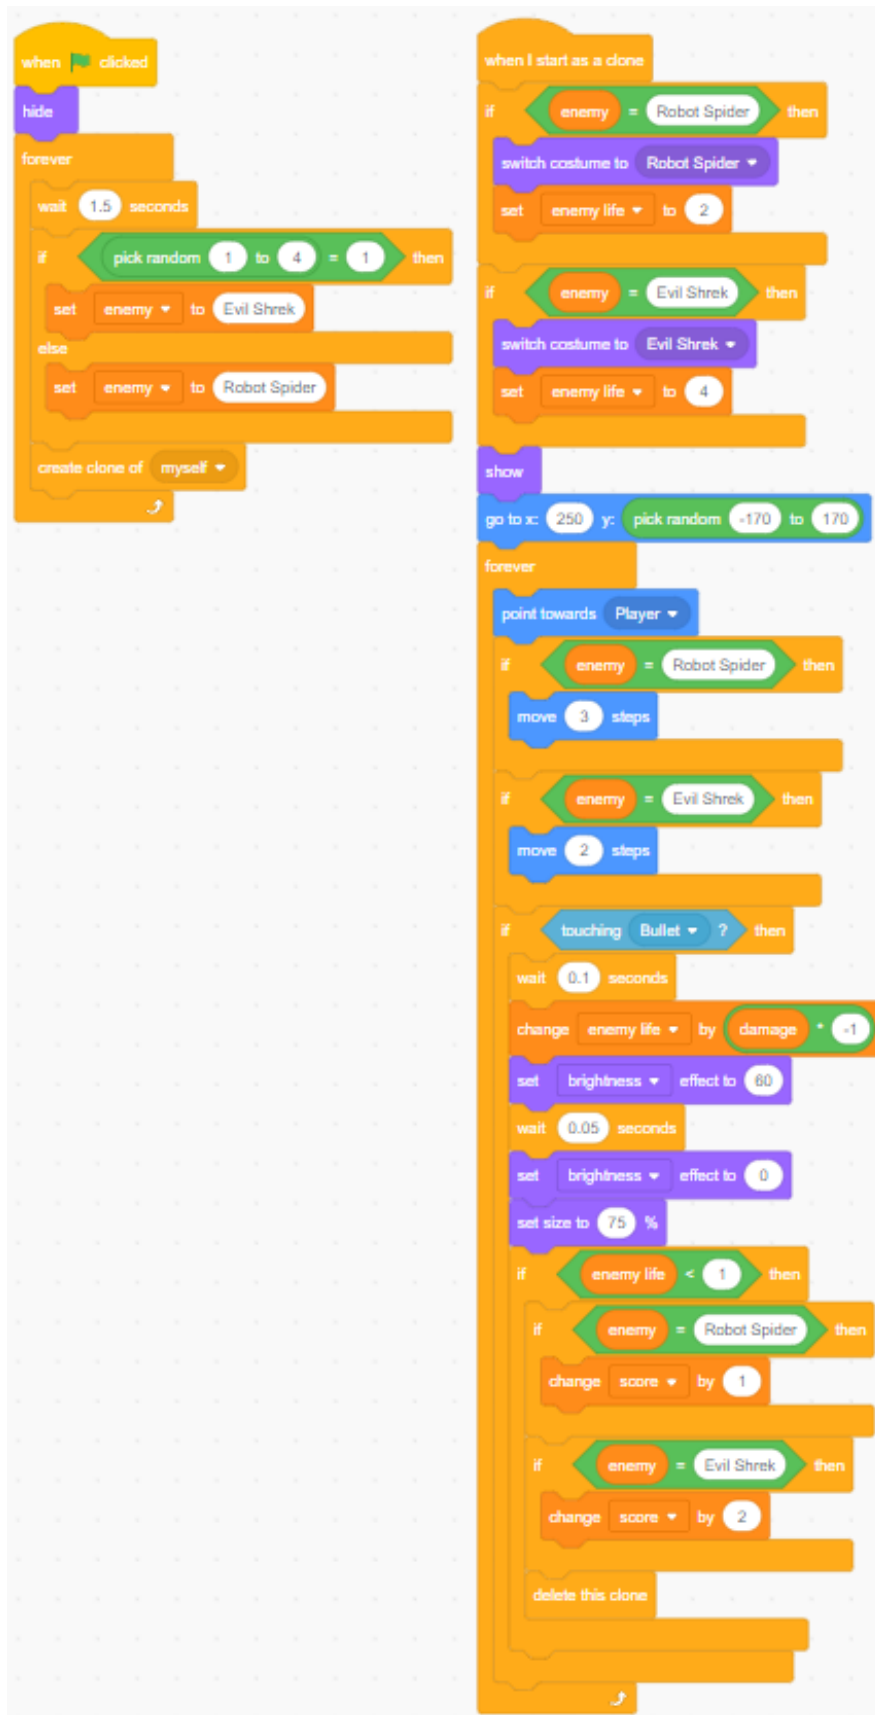 when clicked
hide
forever
wait 1.5 seconds
if pick random 1 to 4 = 1 then
set enemy to Evil Shrek
else
set enemy to Robot Spider
create clone of myself
when I start as a clone
if enemy = Robot Spider then
switch costume to Robot Spider
set enemy life to 2
if enemy = Evil Shrek then
switch costume to Evil Shrek
set enemy life to 4
show
go to x: 250 y: pick random -170 to 170
forever
point towards Player
if enemy = Robot Spider then
move 3 steps
if enemy = Evil Shrek then
move 2 steps
if touching Bullet ? then
wait 0.1 seconds
change enemy life by damage * -1
set brightness effect to 60
wait 0.05 seconds
set brightness effect to 0
set size to 75 %
if enemy life < 1 then
if enemy = Robot Spider then
change score by 1
if enemy = Evil Shrek then
change score by 2
delete this clone